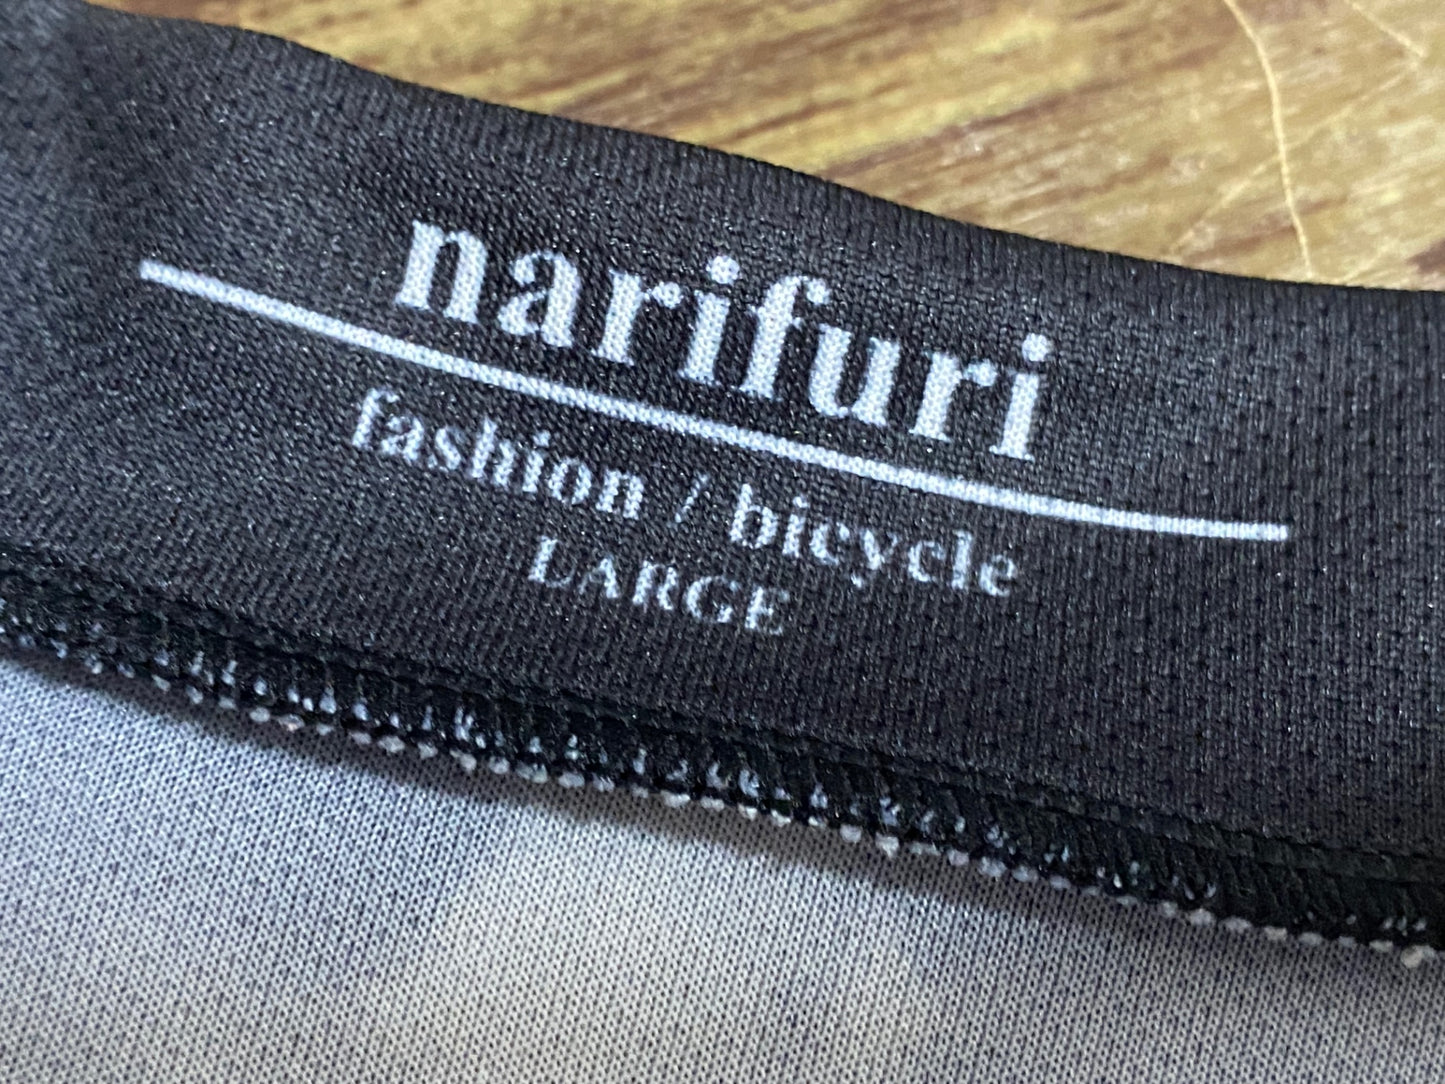 narifuri
fashion / bicycle
LARGE